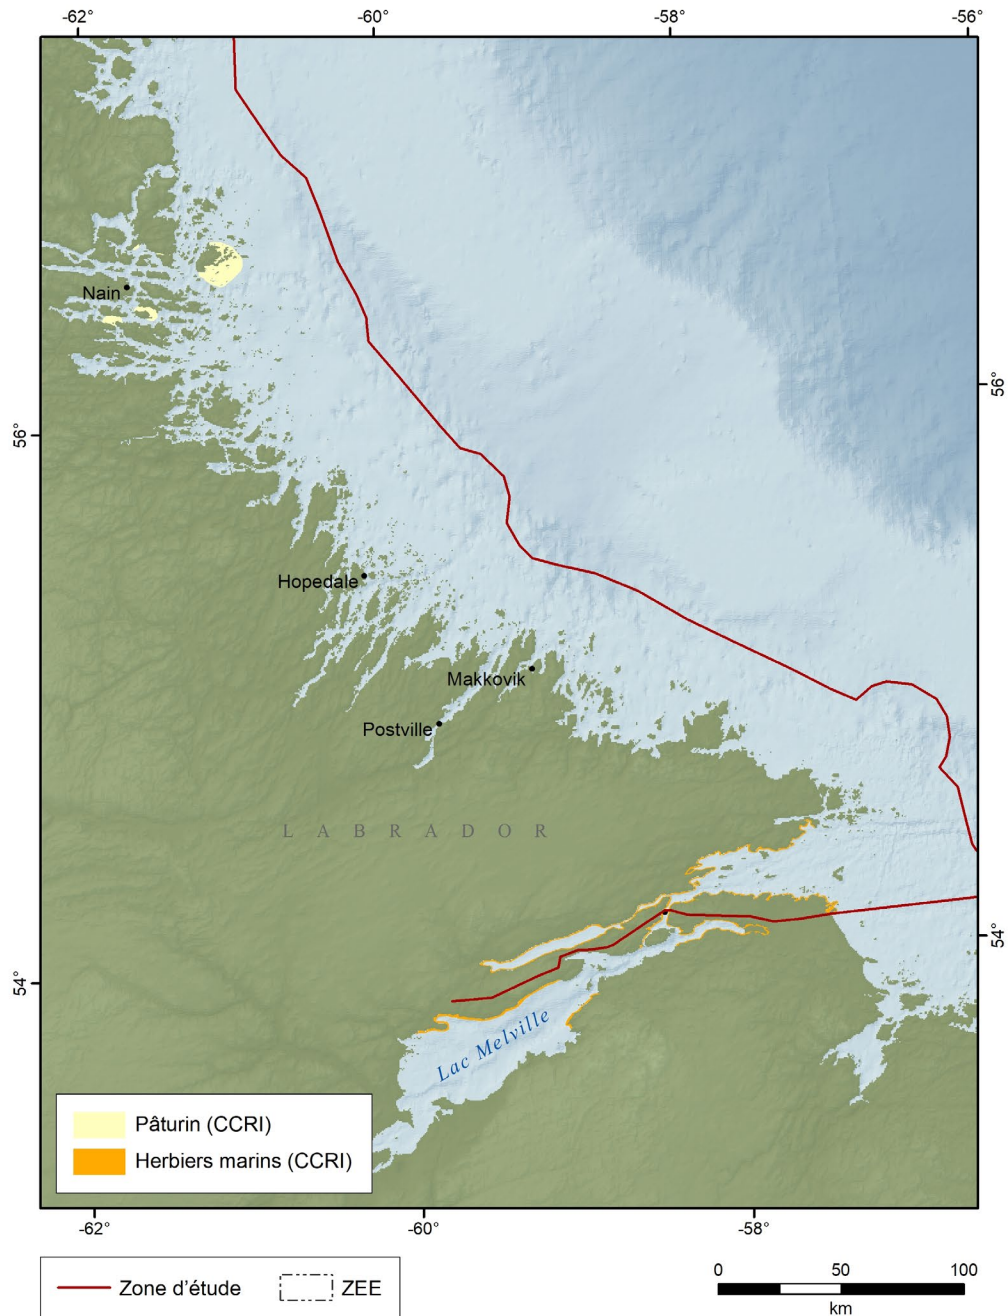 -62° -60° -58° -56°
Nain
56°
56°
Hopedale
Makkovik
Postville
LABRADOR
54°
54°
Lac Melville
Pâturin (CCRI)
Herbiers marins (CCRI)
-62° -60° -58°
Zone d'étude ZEE
0 50 100
km